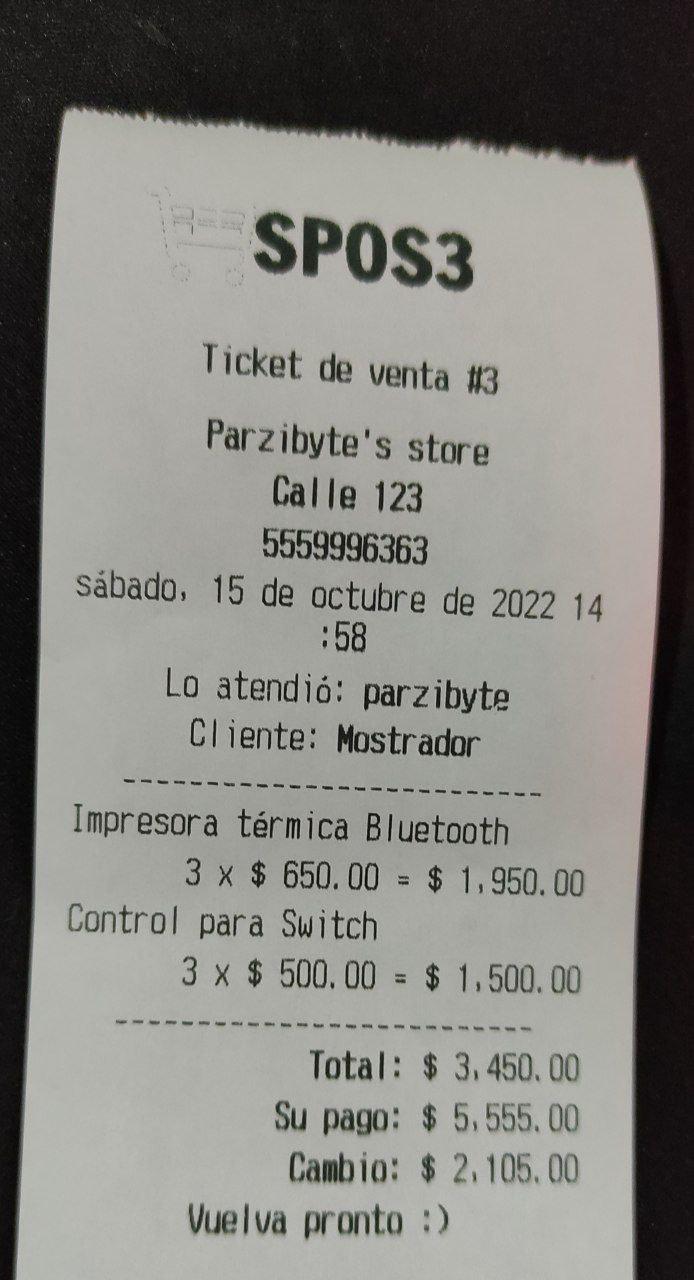 SPOS3
Ticket de venta #3
Parzibyte's store
Calle 123
5559996363
sábado, 15 de octubre de 2022 14
:58
Lo atendió: parzibyte
Cliente: Mostrador
--------------------------
Impresora térmica Bluetooth
3 x $ 650.00 = $ 1,950.00
Control para Switch
3 x $ 500.00 = $ 1,500.00
--------------------------
Total: $ 3,450.00
Su pago: $ 5,555.00
Cambio: $ 2,105.00
Vuelva pronto :)